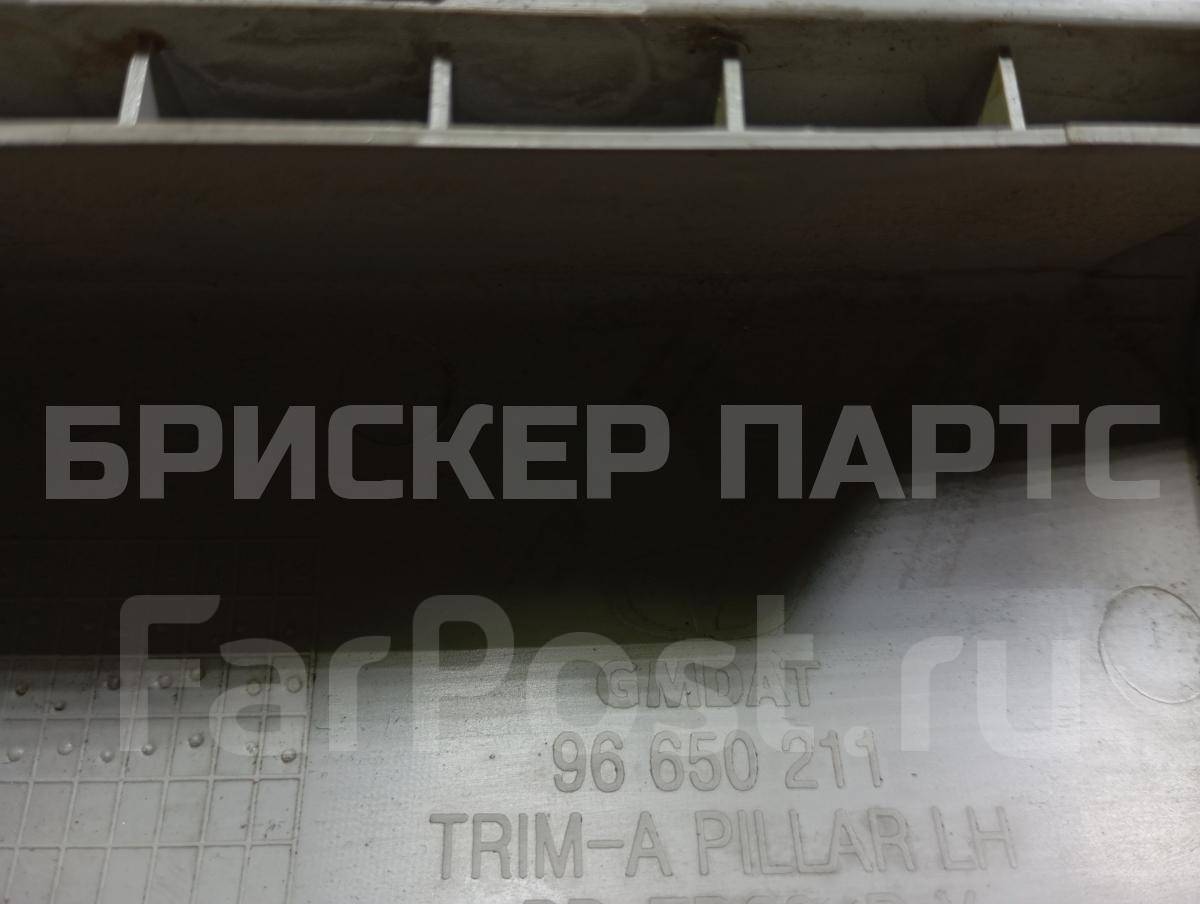 БРИСКЕР ПАРТС
FarPost.ru
GMDAT
96 650 211
TRIM-A PILLAR LH